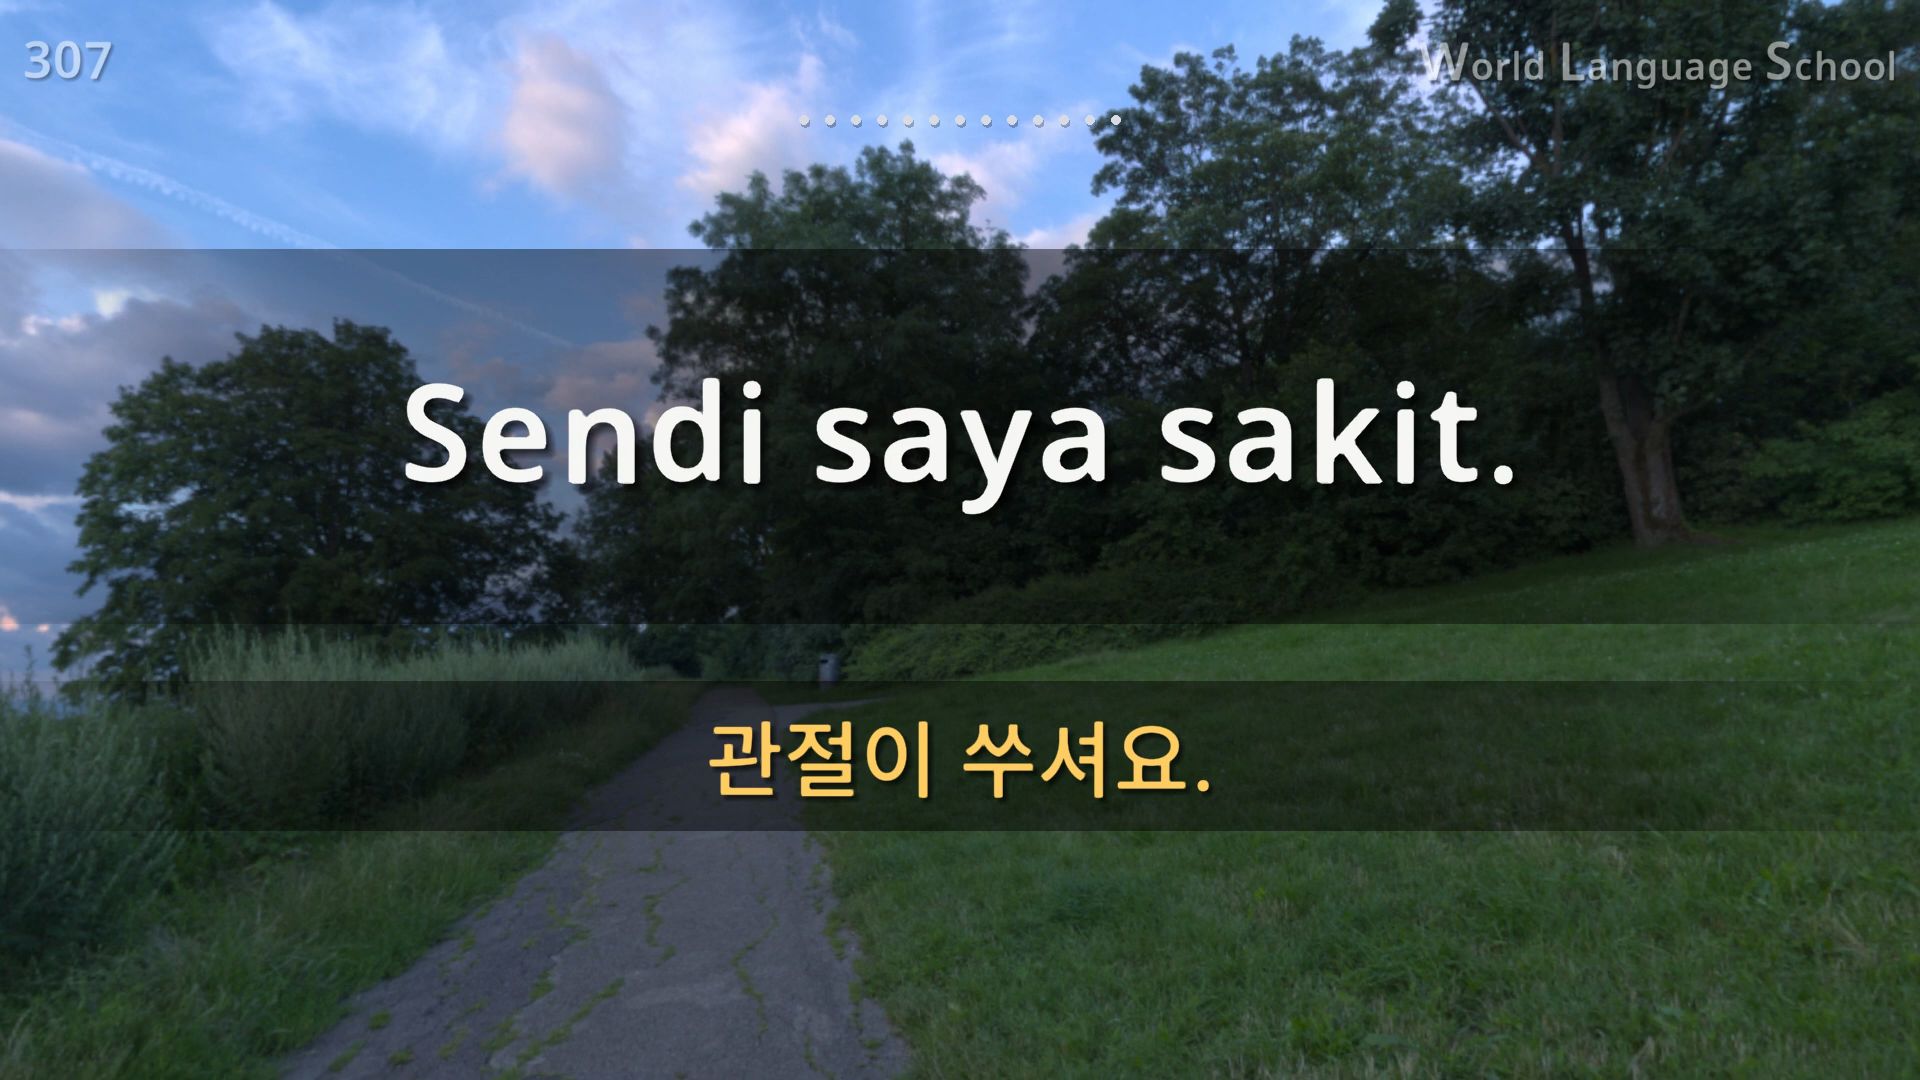 307
World Language School
Sendi saya sakit.
관절이 쑤셔요.